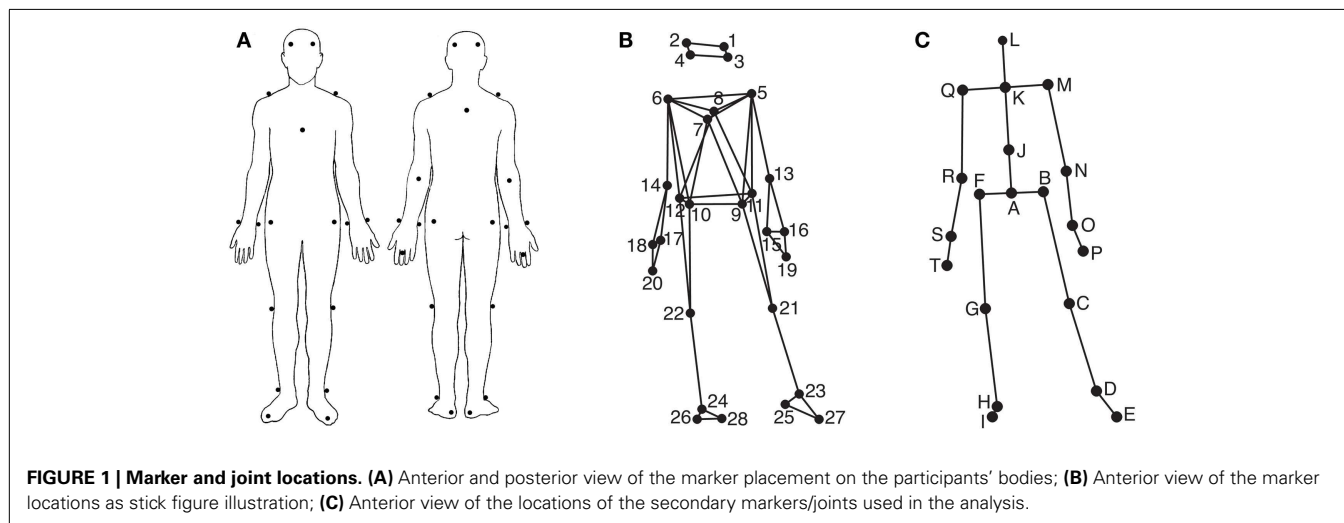 A
B
C
2
1
4
3
6
8
5
7
14
13
12
10
9
11
18
17
15
16
19
20
22
21
24
23
26
28
25
27
L
Q
K
M
J
R
F
B
N
A
S
O
T
P
G
C
H
D
I
E
FIGURE 1 | Marker and joint locations. (A) Anterior and posterior view of the marker placement on the participants' bodies; (B) Anterior view of the marker
locations as stick figure illustration; (C) Anterior view of the locations of the secondary markers/joints used in the analysis.